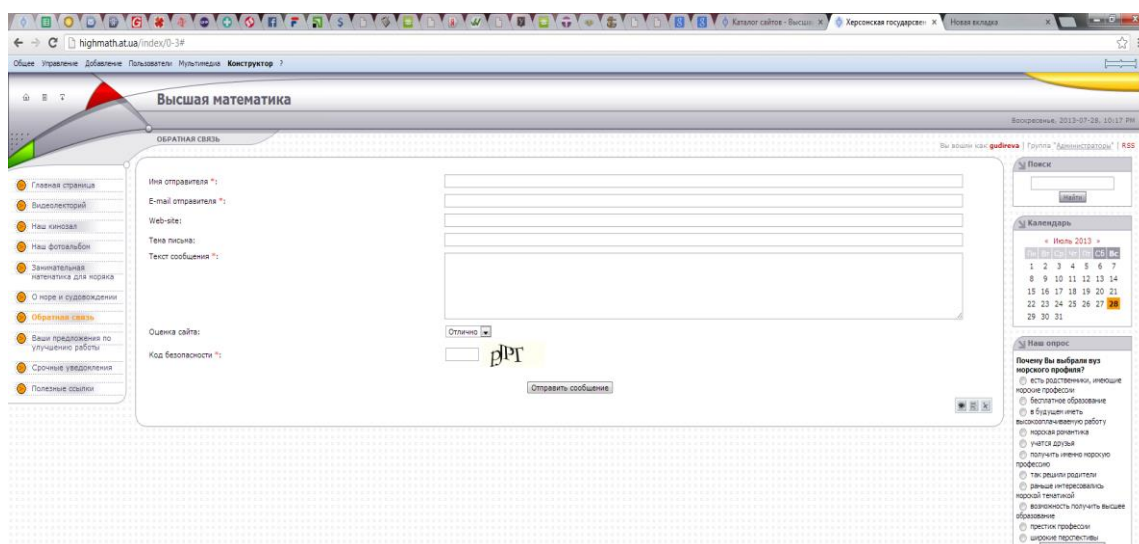 Каталог сайтов - Высша
Херсонская государствен
Новая вкладка
highmath.at.ua/index/0-3#
Общее Управление Добавление Пользователи Мультимедиа Конструктор ?
Высшая математика
Воскресенье, 2013-07-28, 10:17 PM
ОБРАТНАЯ СВЯЗЬ
Вы вошли как gudireva | Группа "Администраторы" | RSS
Главная страница
Видеолекторий
Наш кинозал
Наш фотоальбом
Занимательная
математика для моряка
О море и судовождении
Обратная связь
Ваши предложения по
улучшению работы
Срочные уведомления
Полезные ссылки
Имя отправителя *:
E-mail отправителя *:
Web-site:
Тема письма:
Текст сообщения *:
Оценка сайта:
Отлично
Код безопасности *:
Отправить сообщение
Поиск
Найти
Календарь
« Июль 2013 »
Пн Вт Ср Чт Пт Сб Вс
1 2 3 4 5 6 7
8 9 10 11 12 13 14
15 16 17 18 19 20 21
22 23 24 25 26 27 28
29 30 31
Наш опрос
Почему Вы выбрали вуз
морского профиля?
есть родственники, имеющие
морские профессии
бесплатное образование
в будущем иметь
высокооплачиваемую работу
морская романтика
учатся друзья
получить именно морскую
профессию
так решили родители
раньше интересовались
морской тематикой
возможность получить высшее
образование
престиж профессии
широкие перспективы